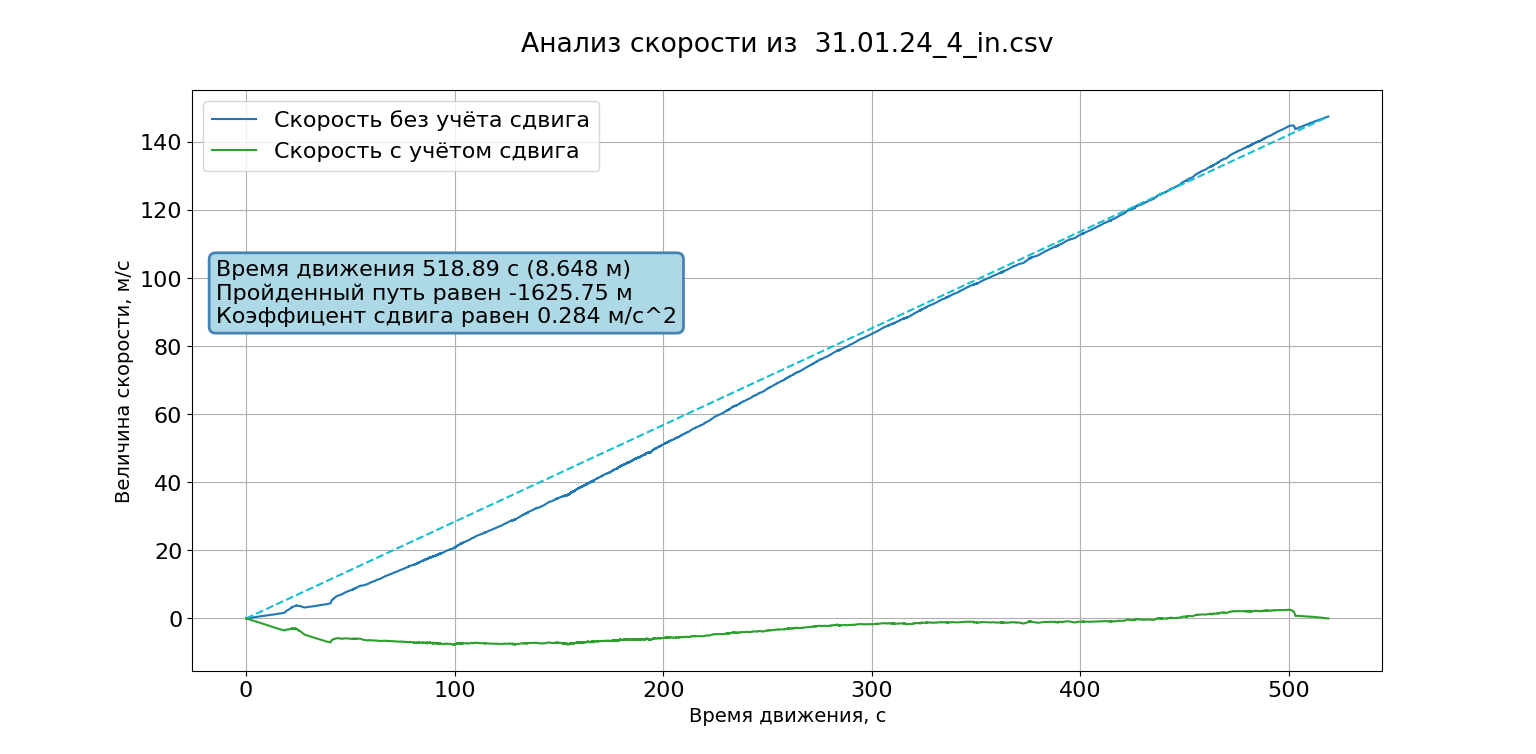 Анализ скорости из  31.01.24_4_in.csv
Скорость без учёта сдвига
Скорость с учётом сдвига
Время движения 518.89 с (8.648 м)
Пройденный путь равен -1625.75 м
Коэффицент сдвига равен 0.284 м/с^2
Величина скорости, м/с
140
120
100
80
60
40
20
0
0 100 200 300 400 500
Время движения, с